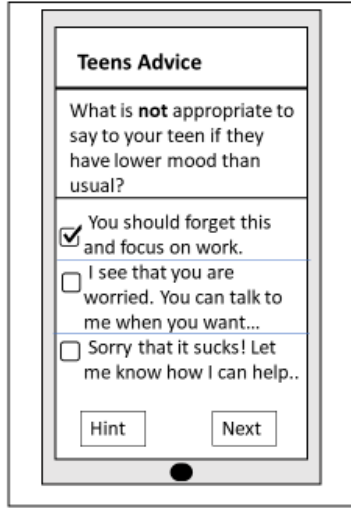 Teens Advice
What is not appropriate to
say to your teen if they
have lower mood than
usual?
You should forget this
and focus on work.
I see that you are
worried. You can talk to
me when you want...
Sorry that it sucks! Let
me know how I can help..
Hint
Next